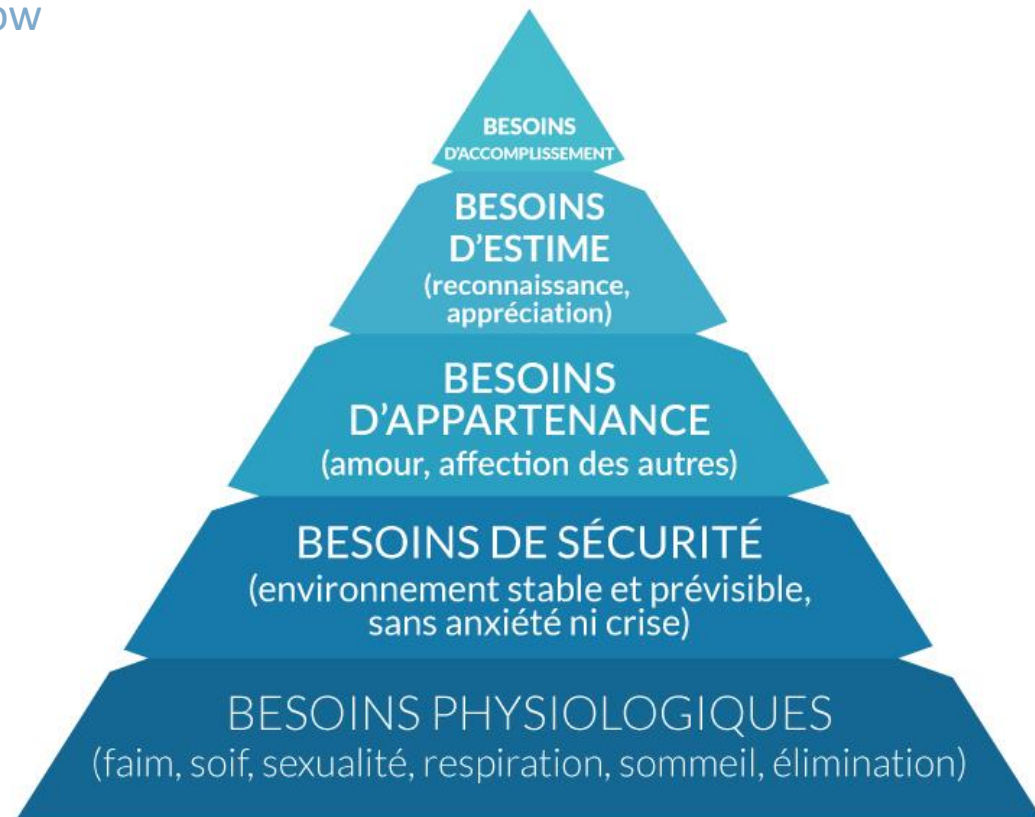 ow
BESOINS
D'ACCOMPLISSEMENT
BESOINS
D'ESTIME
(reconnaissance,
appréciation)
BESOINS
D'APPARTENANCE
(amour, affection des autres)
BESOINS DE SÉCURITÉ
(environnement stable et prévisible,
sans anxiété ni crise)
BESOINS PHYSIOLOGIQUES
(faim, soif, sexualité, respiration, sommeil, élimination)